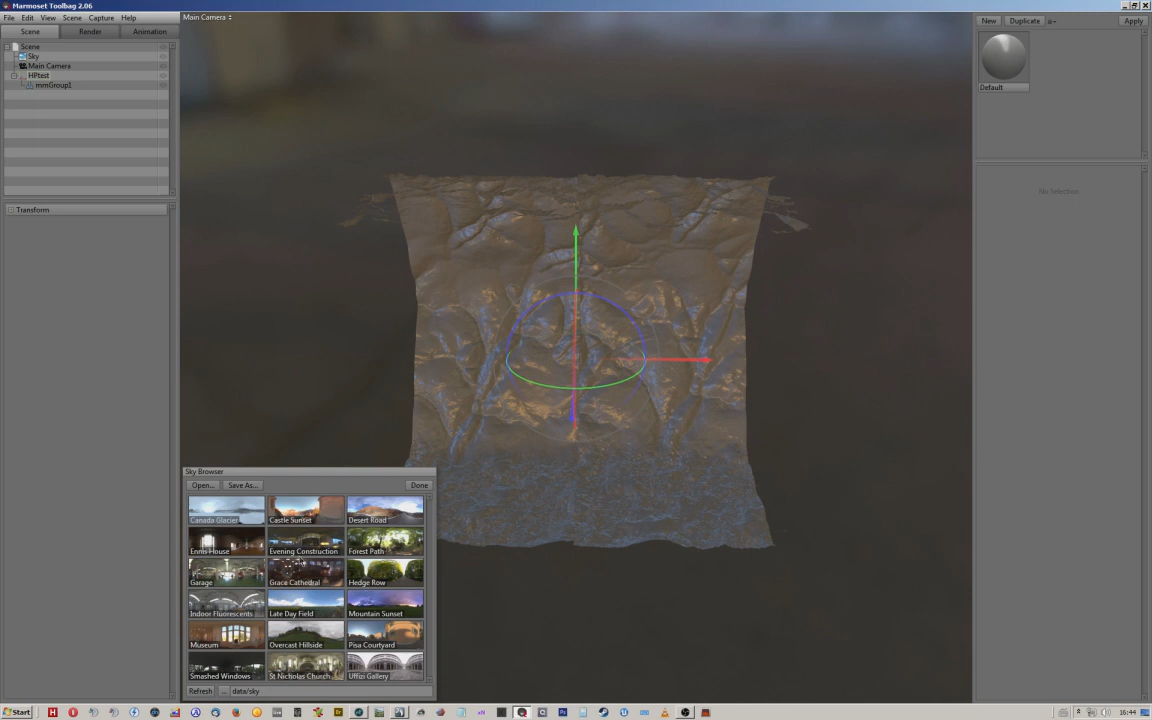 Marmoset Toolbag 2.06
File Edit View Scene Capture Help
Scene Render Animation
Scene
Sky
Main Camera
HPtest
mmGroup1
Transform
Main Camera
New Duplicate Apply
Default
No Selection
Sky Browser
Open... Save As... Done
Canada Glacier Castle Sunset Desert Road
Ennis House Evening Construction Forest Path
Garage Grace Cathedral Hedge Row
Indoor Fluorescents Late Day Field Mountain Sunset
Museum Overcast Hillside Pisa Courtyard
Smashed Windows St Nicholas Church Uffizi Gallery
Refresh ... data/sky
Start 16:44